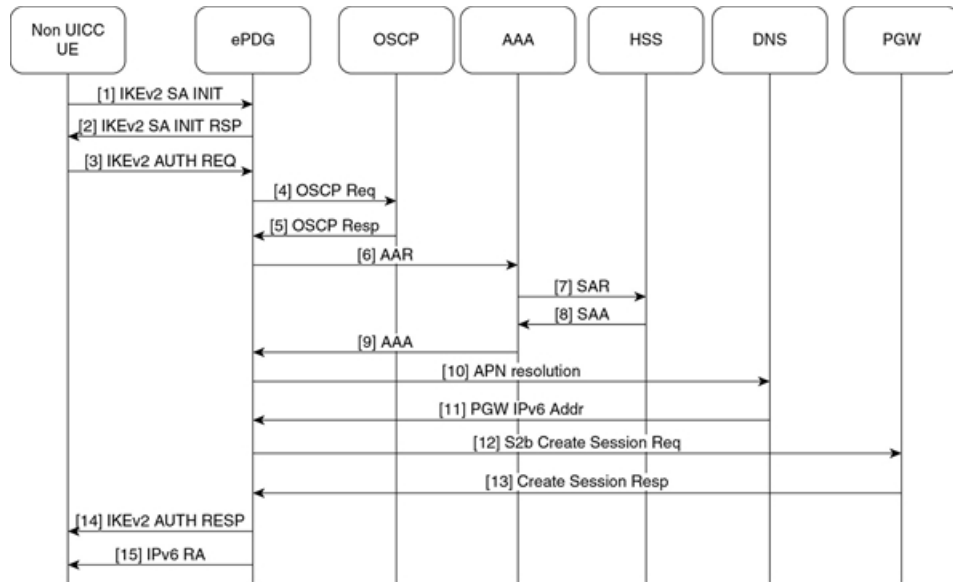 Non UICC
UE
ePDG
OSCP
AAA
HSS
DNS
PGW
[1] IKEv2 SA INIT
[2] IKEv2 SA INIT RSP
[3] IKEv2 AUTH REQ
[4] OSCP Req
[5] OSCP Resp
[6] AAR
[7] SAR
[8] SAA
[9] AAA
[10] APN resolution
[11] PGW IPv6 Addr
[12] S2b Create Session Req
[13] Create Session Resp
[14] IKEv2 AUTH RESP
[15] IPv6 RA